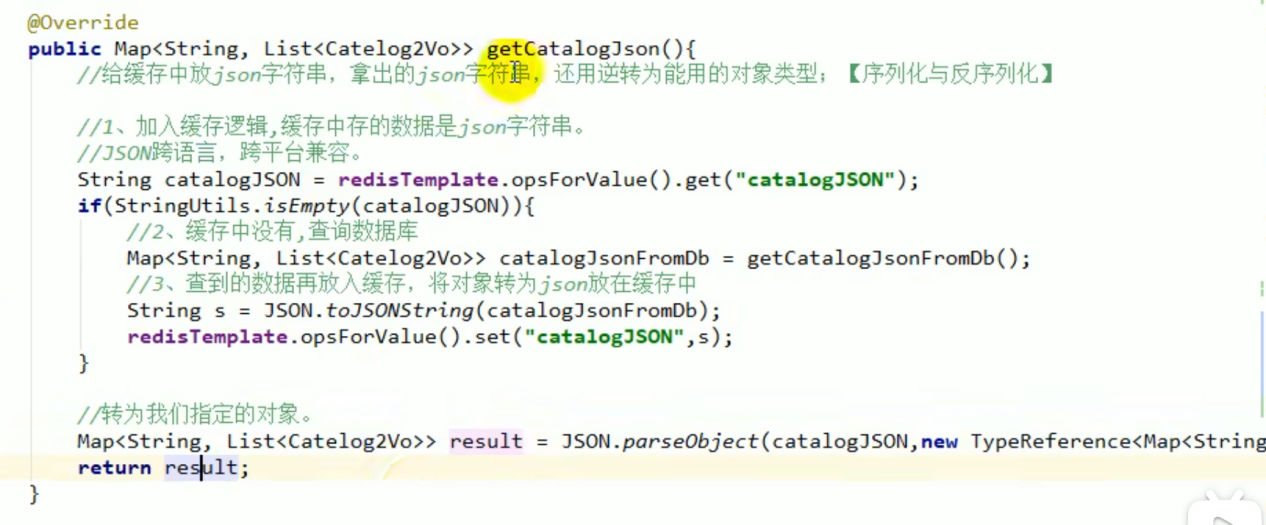 @Override
public Map<String, List<Catelog2Vo>> getCatalogJson(){
//给缓存中放json字符串，拿出的json字符串，还用逆转为能用的对象类型；【序列化与反序列化】
//1、加入缓存逻辑,缓存中存的数据是json字符串。
//JSON跨语言，跨平台兼容。
String catalogJSON = redisTemplate.opsForValue().get("catalogJSON");
if(StringUtils.isEmpty(catalogJSON)){
//2、缓存中没有,查询数据库
Map<String, List<Catelog2Vo>> catalogJsonFromDb = getCatalogJsonFromDb();
//3、查到的数据再放入缓存，将对象转为json放在缓存中
String s = JSON.toJSONString(catalogJsonFromDb);
redisTemplate.opsForValue().set("catalogJSON",s);
}
//转为我们指定的对象。
Map<String, List<Catelog2Vo>> result = JSON.parseObject(catalogJSON,new TypeReference<Map<String
return result;
}